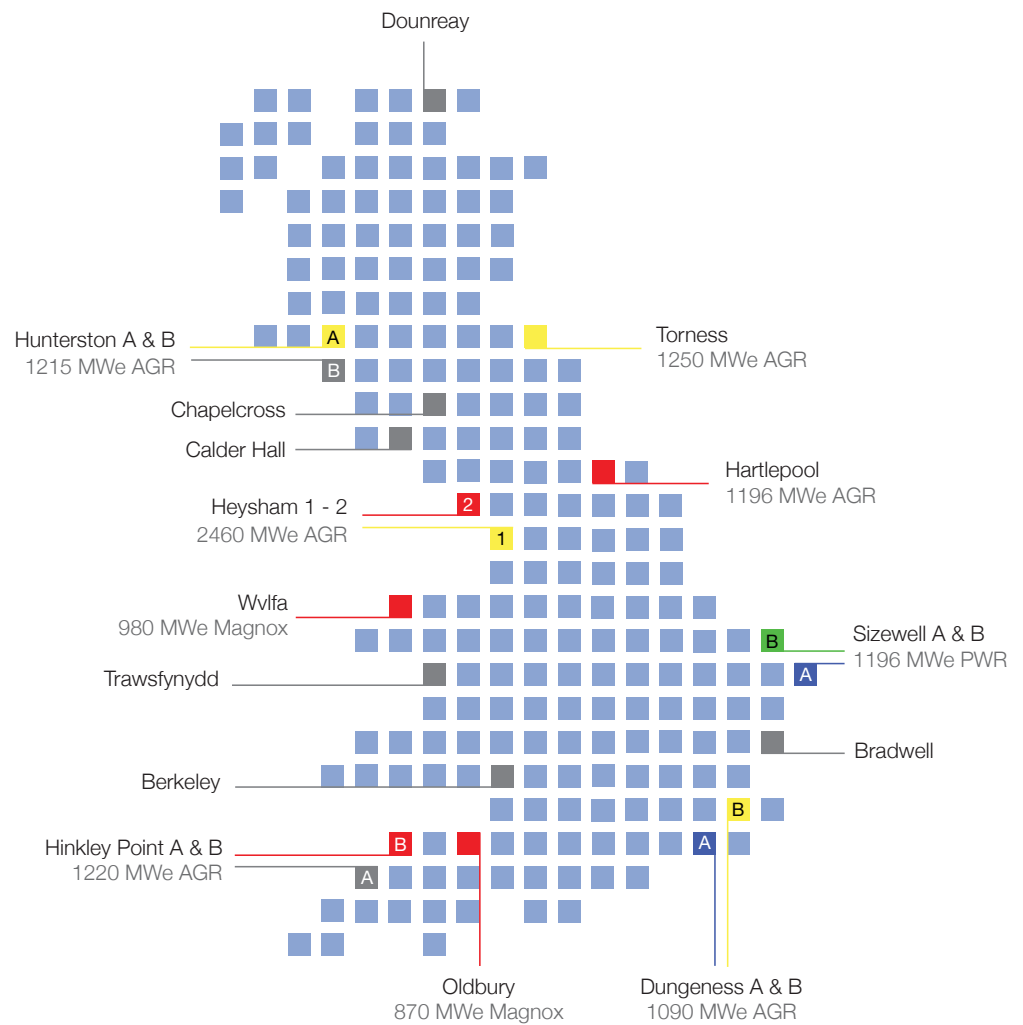 Dounreay
Hunterston A & B
1215 MWe AGR
A
B
Torness
1250 MWe AGR
Chapelcross
Calder Hall
Hartlepool
1196 MWe AGR
Heysham 1 - 2
2460 MWe AGR
2
1
Wvlfa
980 MWe Magnox
B
A
Sizewell A & B
1196 MWe PWR
Trawsfynydd
Bradwell
Berkeley
B
A
Hinkley Point A & B
1220 MWe AGR
B
A
Oldbury
870 MWe Magnox
Dungeness A & B
1090 MWe AGR